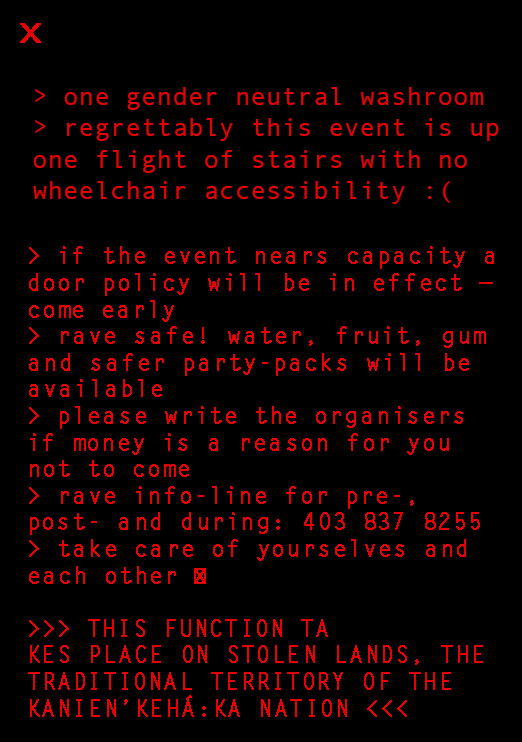 x
> one gender neutral washroom
> regrettably this event is up
one flight of stairs with no
wheelchair accessibility :(
> if the event nears capacity a
door policy will be in effect –
come early
> rave safe! water, fruit, gum
and safer party-packs will be
available
> please write the organisers
if money is a reason for you
not to come
> rave info-line for pre-,
post- and during: 403 837 8255
> take care of yourselves and
each other
>>> THIS FUNCTION TA
KES PLACE ON STOLEN LANDS, THE
TRADITIONAL TERRITORY OF THE
KANIEN'KEHÁ:KA NATION <<<